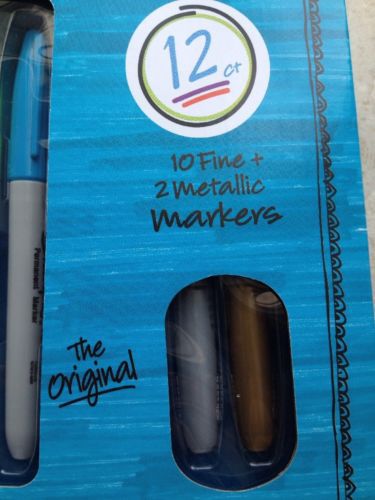 12 ct
10 Fine +
2 Metallic
Markers
The
Original
Permanent Marker